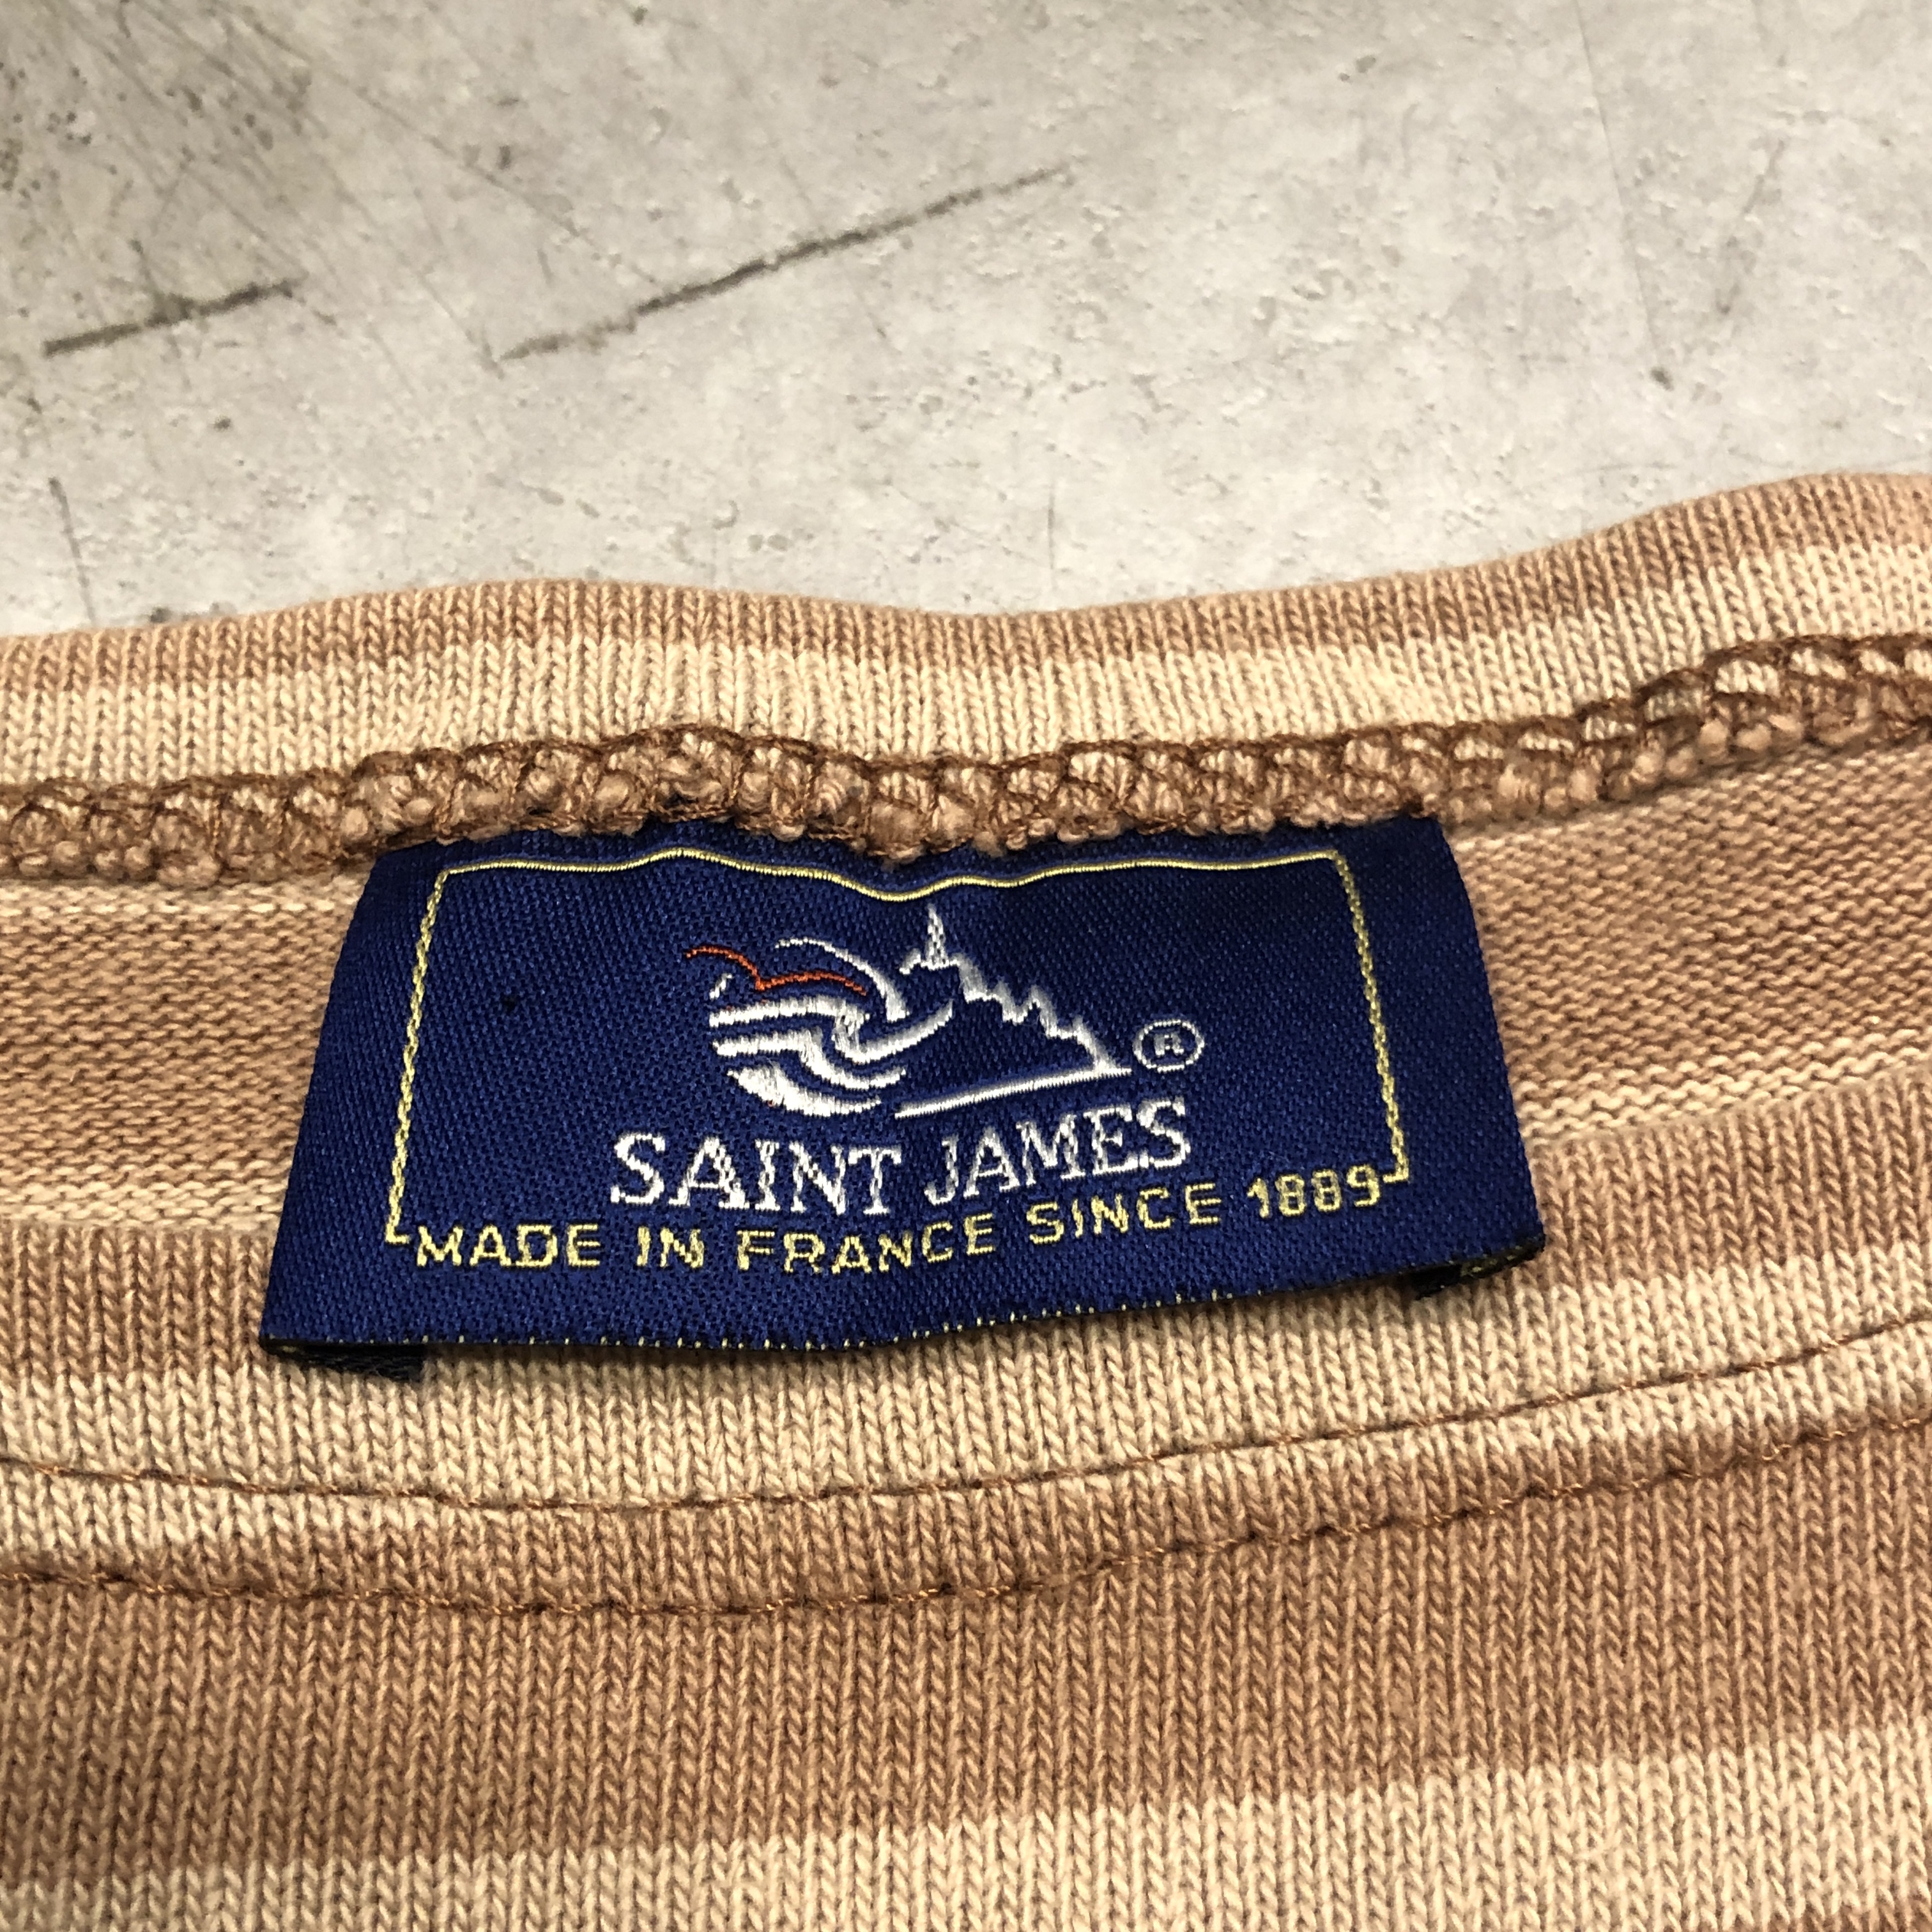 ®
SAINT JAMES
MADE IN FRANCE SINCE 1889